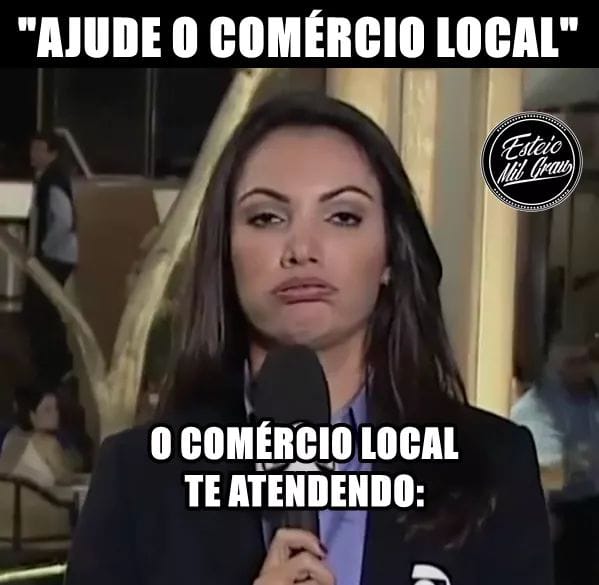 "AJUDE O COMÉRCIO LOCAL"
Esteio
Mil Grau
O COMÉRCIO LOCAL
TE ATENDENDO: